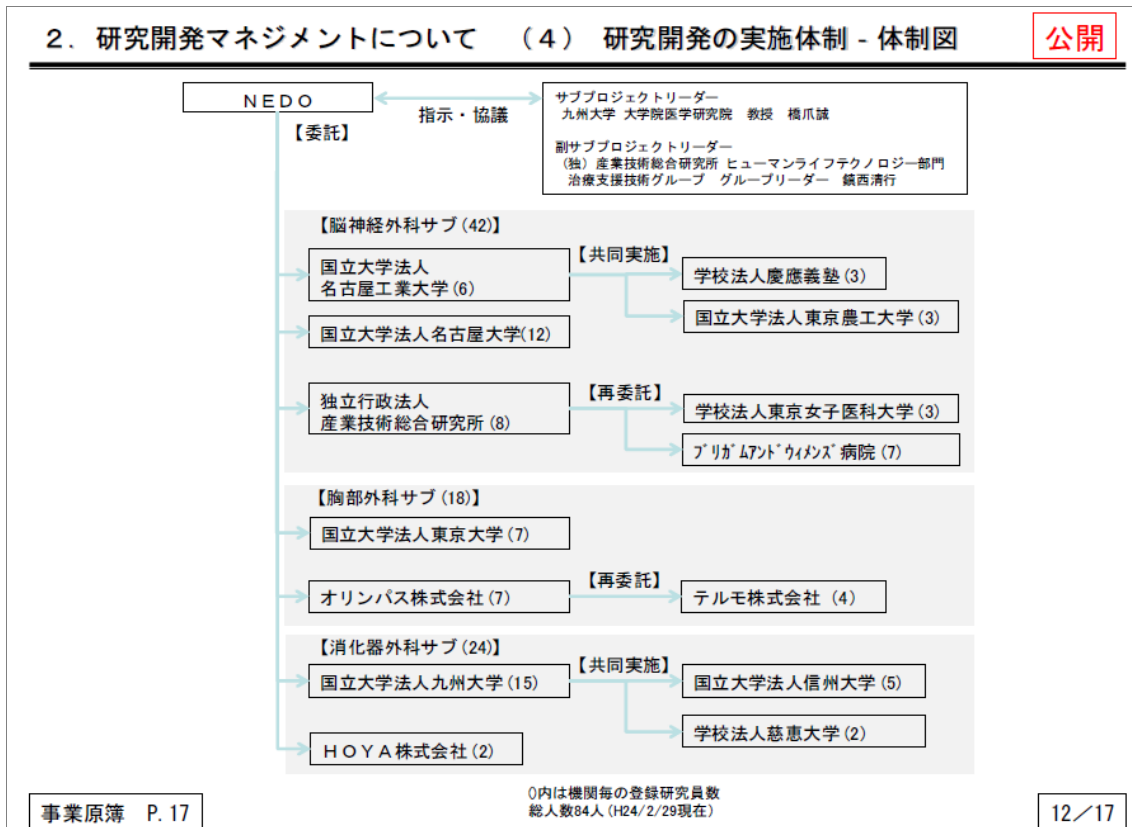 ２．研究開発マネジメントについて　（４）　研究開発の実施体制 - 体制図
公開
ＮＥＤＯ
【委託】
指示・協議
サブプロジェクトリーダー
九州大学 大学院医学研究院　教授　橋爪誠
副サブプロジェクトリーダー
（独）産業技術総合研究所 ヒューマンライフテクノロジー部門
治療支援技術グループ　グループリーダー　鎮西清行
【脳神経外科サブ(42)】
国立大学法人
名古屋工業大学(6)
【共同実施】
学校法人慶應義塾(3)
国立大学法人東京農工大学(3)
国立大学法人名古屋大学(12)
独立行政法人
産業技術総合研究所(8)
【再委託】
学校法人東京女子医科大学(3)
ﾌﾞﾘｶﾞﾑｱﾝﾄﾞｳｨﾒﾝｽﾞ病院(7)
【胸部外科サブ(18)】
国立大学法人東京大学(7)
オリンパス株式会社(7)
【再委託】
テルモ株式会社 (4)
【消化器外科サブ(24)】
国立大学法人九州大学(15)
【共同実施】
国立大学法人信州大学(5)
学校法人慈恵大学(2)
ＨＯＹＡ株式会社(2)
()内は機関毎の登録研究員数
総人数84人(H24/2/29現在)
事業原簿　P. 17
12／17